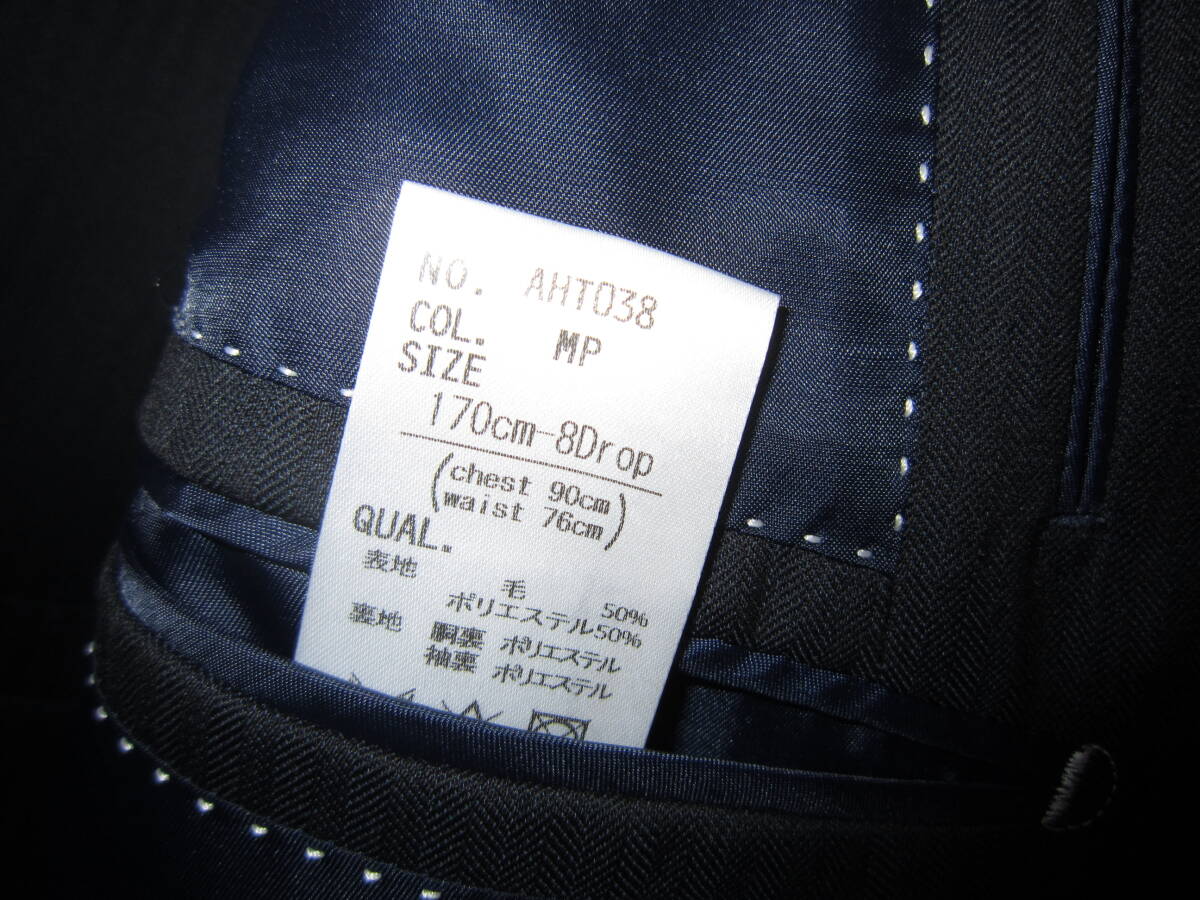 NO. AHT038
COL. MP
SIZE
170cm-8Drop
(chest 90cm
waist 76cm)
QUAL.
表地 毛 50%
ポリエステル50%
裏地 胴裏 ポリエステル
袖裏 ポリエステル